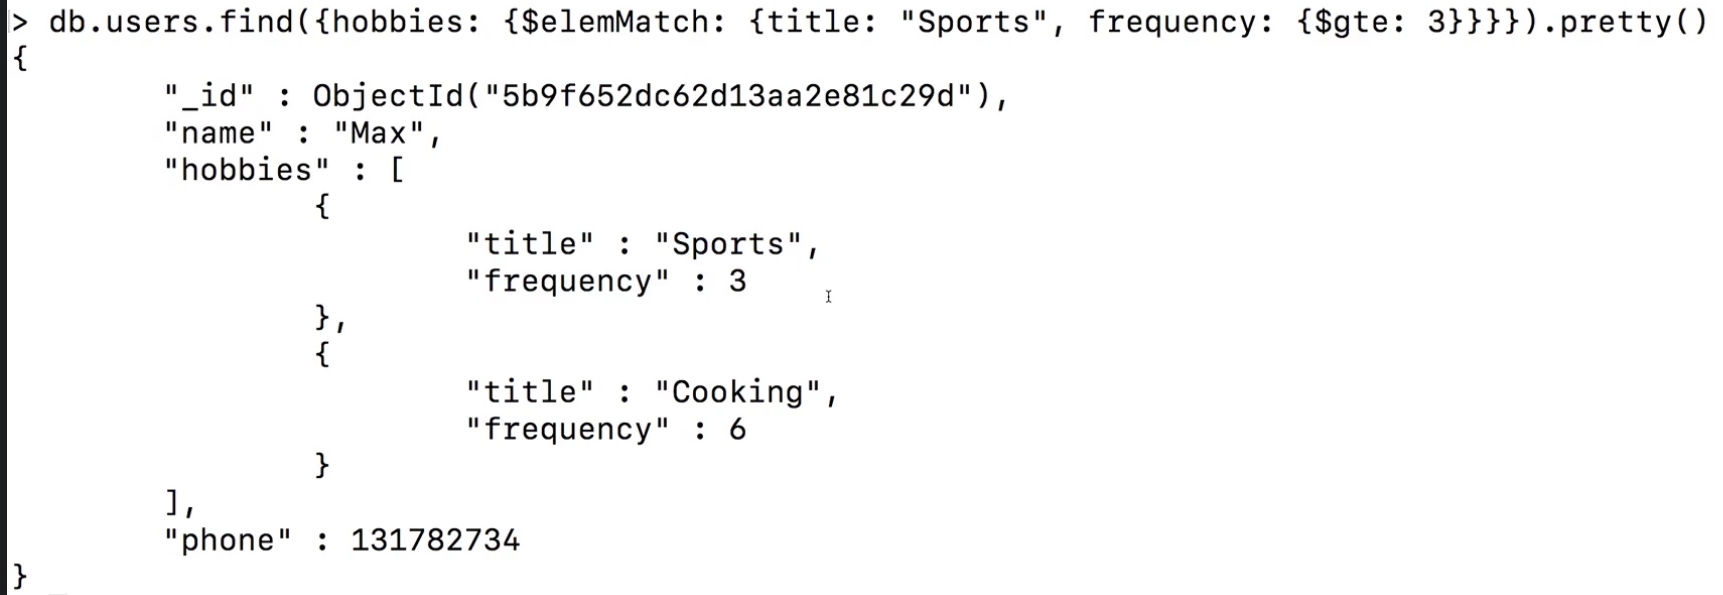 > db.users.find({hobbies: {$elemMatch: {title: "Sports", frequency: {$gte: 3}}}}).pretty()
{
"_id" : ObjectId("5b9f652dc62d13aa2e81c29d"),
"name" : "Max",
"hobbies" : [
{
"title" : "Sports",
"frequency" : 3
},
{
"title" : "Cooking",
"frequency" : 6
}
],
"phone" : 131782734
}